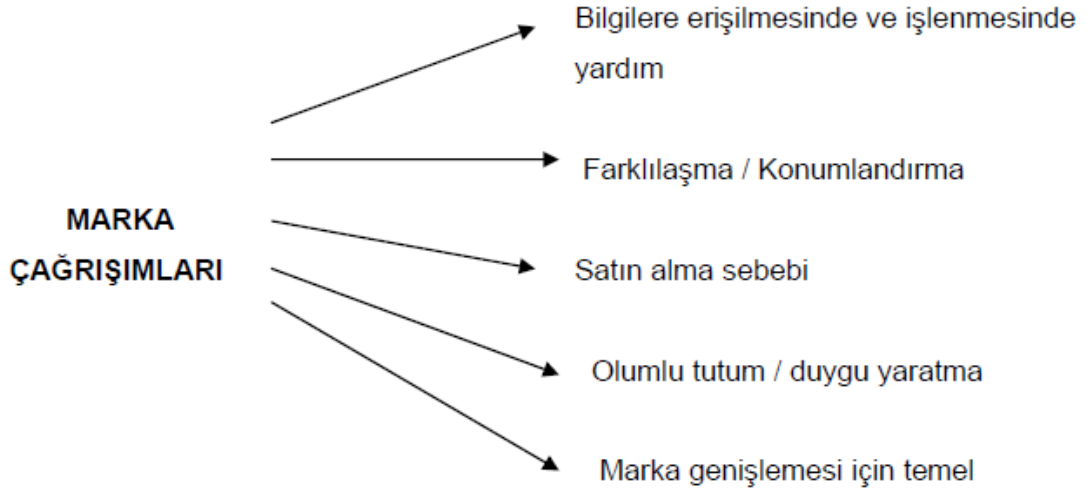 Bilgilere erişilmesinde ve işlenmesinde
yardım
Farklılaşma / Konumlandırma
MARKA
ÇAĞRIŞIMLARI
Satın alma sebebi
Olumlu tutum / duygu yaratma
Marka genişlemesi için temel